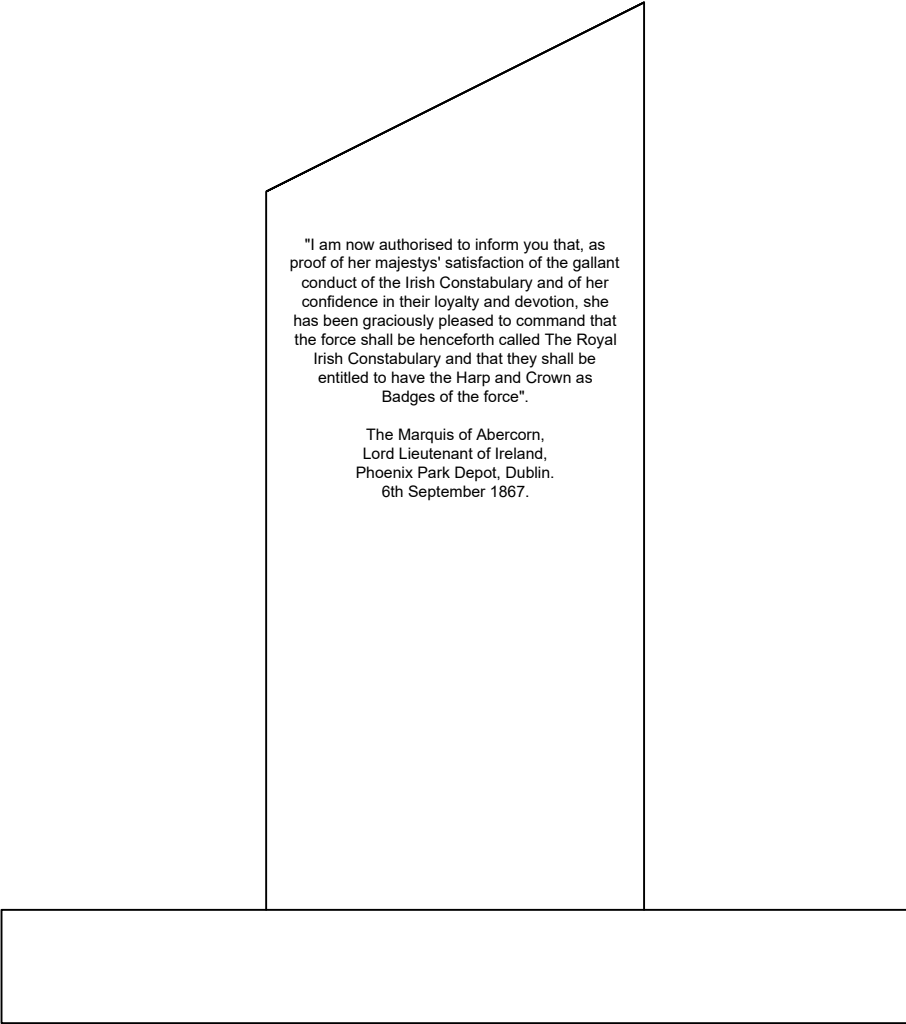 "I am now authorised to inform you that, as
proof of her majestys' satisfaction of the gallant
conduct of the Irish Constabulary and of her
confidence in their loyalty and devotion, she
has been graciously pleased to command that
the force shall be henceforth called The Royal
Irish Constabulary and that they shall be
entitled to have the Harp and Crown as
Badges of the force".
The Marquis of Abercorn,
Lord Lieutenant of Ireland,
Phoenix Park Depot, Dublin.
6th September 1867.